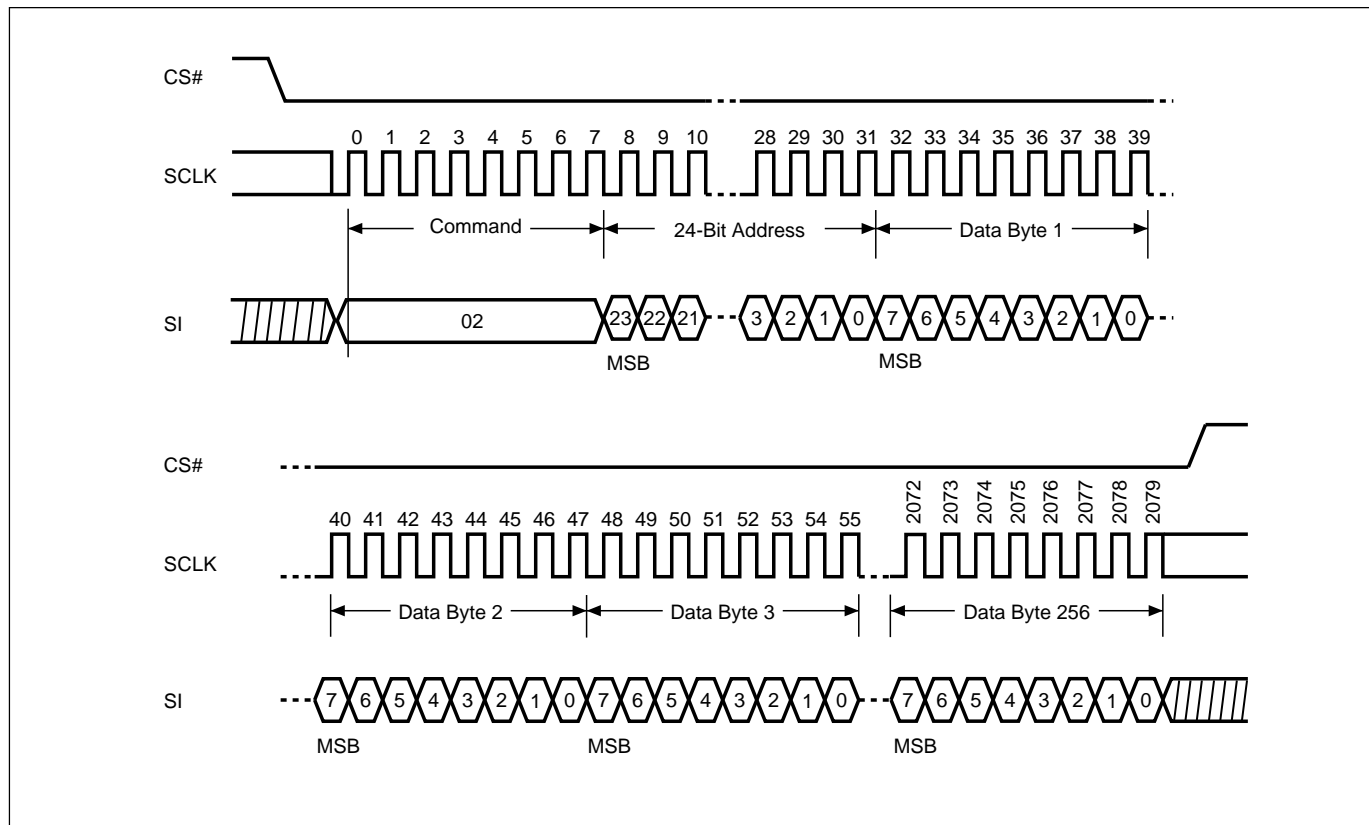 CS#
0 1 2 3 4 5 6 7 8 9 10 28 29 30 31 32 33 34 35 36 37 38 39
SCLK
Command 24-Bit Address Data Byte 1
SI 02 23 22 21 3 2 1 0 7 6 5 4 3 2 1 0
MSB MSB
CS#
2072 2073 2074 2075 2076 2077 2078 2079
40 41 42 43 44 45 46 47 48 49 50 51 52 53 54 55
SCLK
Data Byte 2 Data Byte 3 Data Byte 256
SI 7 6 5 4 3 2 1 0 7 6 5 4 3 2 1 0 7 6 5 4 3 2 1 0
MSB MSB MSB